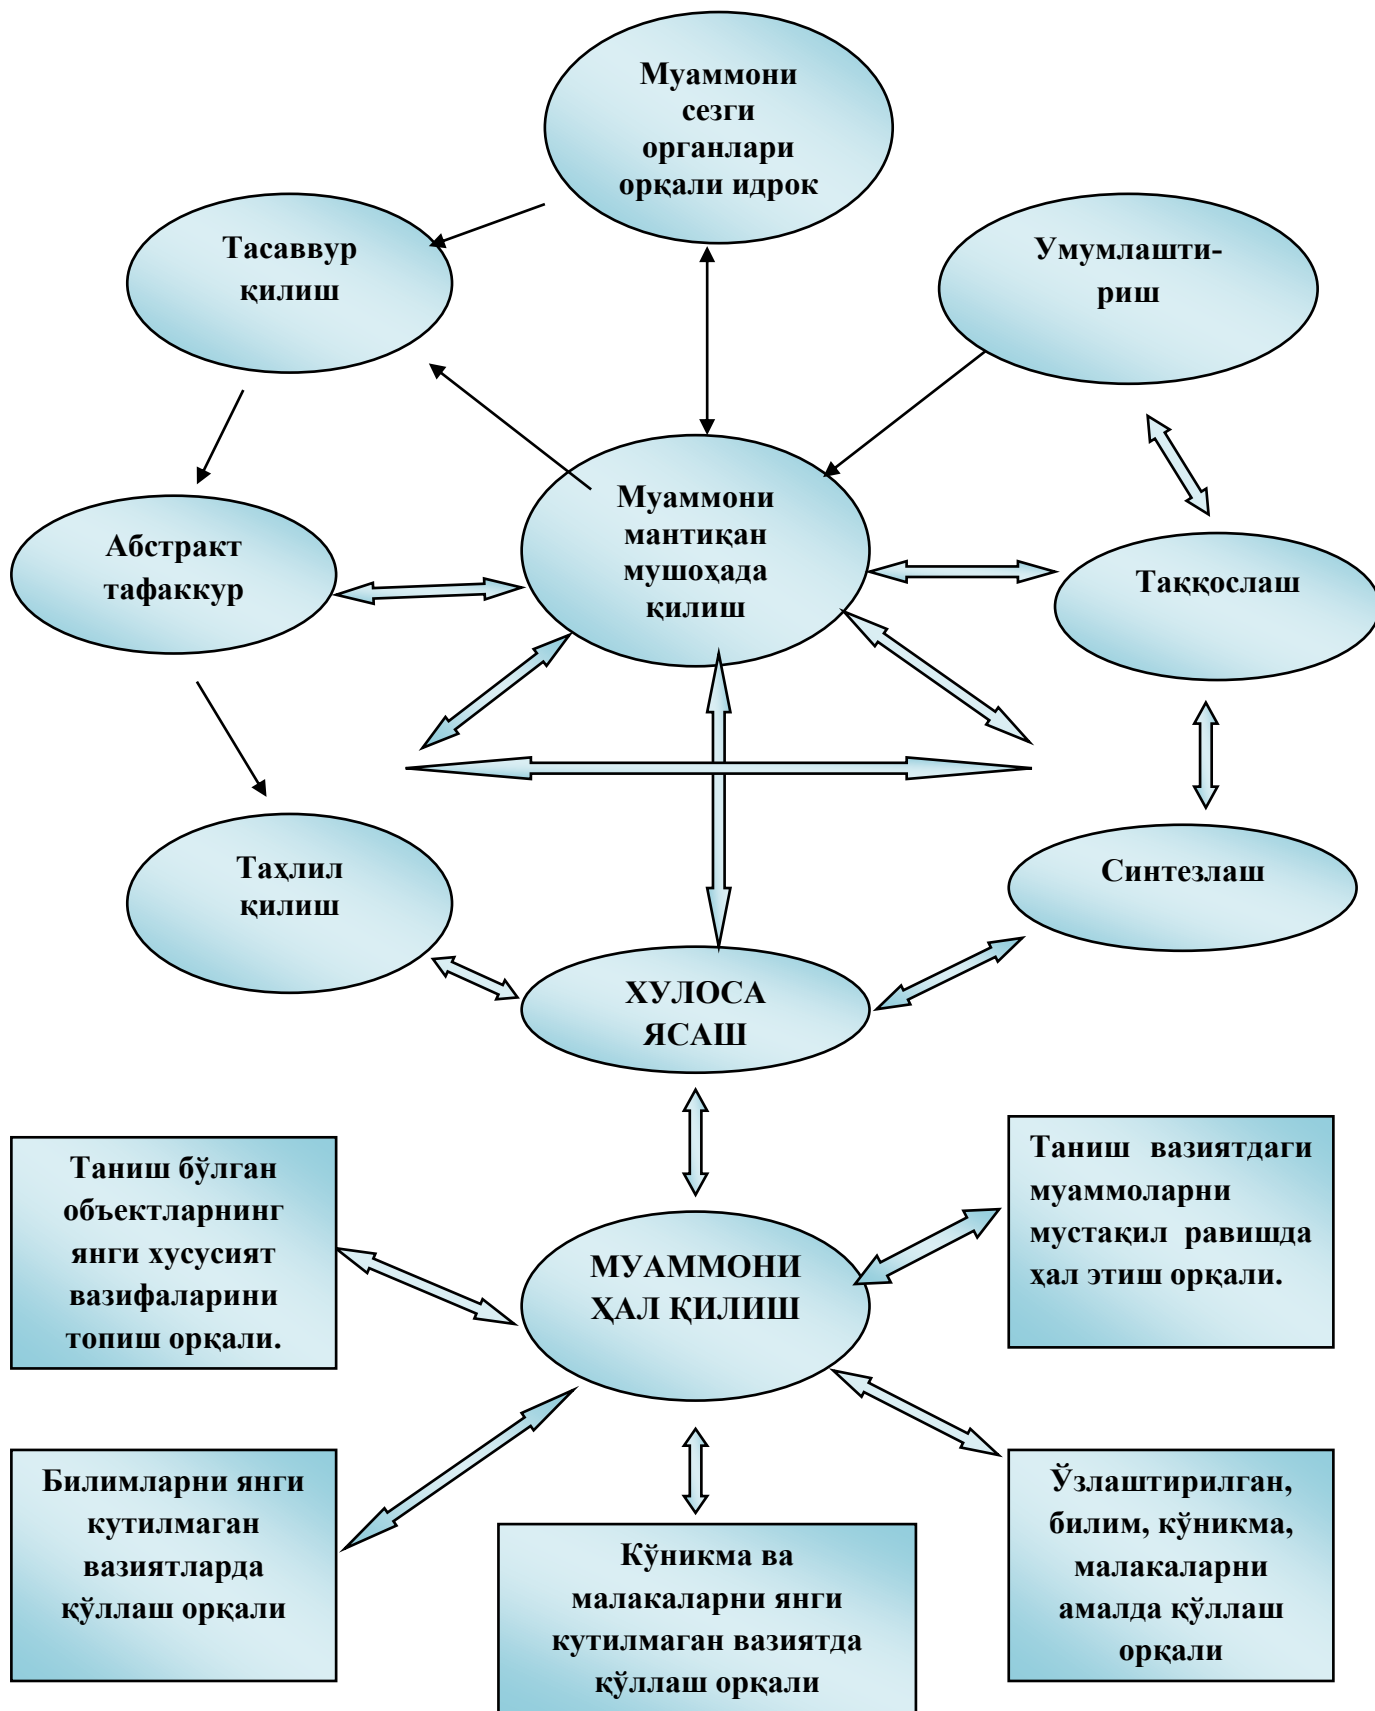 Муаммони
сезги
органлари
орқали идрок
Тасаввур
қилиш
Умумлашти-
риш
Муаммони
мантиқан
мушоҳада
қилиш
Абстракт
тафаккур
Таққослаш
Таҳлил
қилиш
Синтезлаш
ХУЛОСА
ЯСАШ
Таниш бўлган
объектларнинг
янги хусусият
вазифаларини
топиш орқали.
Таниш вазиятдаги
муаммоларни
мустақил равишда
ҳал этиш орқали.
МУАММОНИ
ҲАЛ ҚИЛИШ
Билимларни янги
кутилмаган
вазиятларда
қўллаш орқали
Кўникма ва
малакаларни янги
кутилмаган вазиятда
қўллаш орқали
Ўзлаштирилган,
билим, кўникма,
малакаларни
амалда қўллаш
орқали